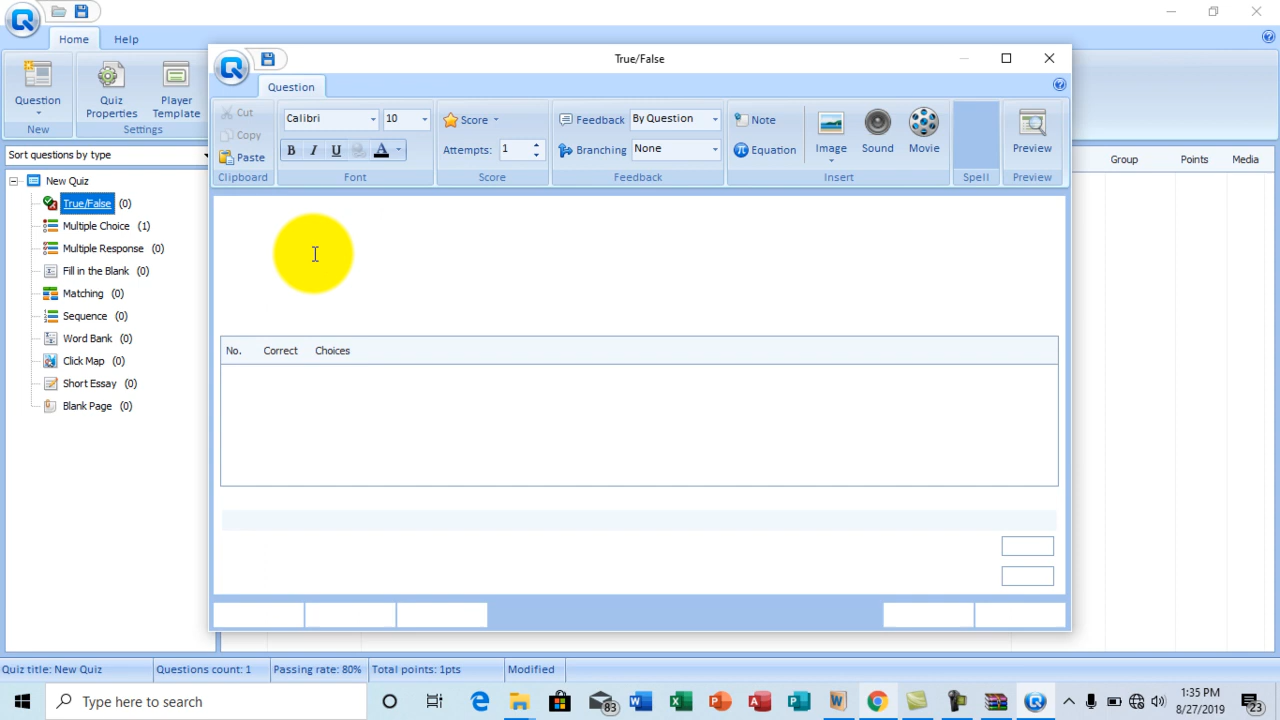 Home Help
True/False
Question
Question
New
Quiz Properties
Player Template
Settings
Cut
Copy
Paste
Clipboard
Calibri 10
B I U A
Font
Score
Attempts: 1
Score
Feedback By Question
Branching None
Feedback
Note
Equation
Image
Sound
Movie
Insert
Spell
Preview
Preview
Sort questions by type
Group Points Media
New Quiz
True/False (0)
Multiple Choice (1)
Multiple Response (0)
Fill in the Blank (0)
Matching (0)
Sequence (0)
Word Bank (0)
Click Map (0)
Short Essay (0)
Blank Page (0)
No. Correct Choices
Quiz title: New Quiz Questions count: 1 Passing rate: 80% Total points: 1pts Modified
Type here to search
83
1:35 PM
8/27/2019
23